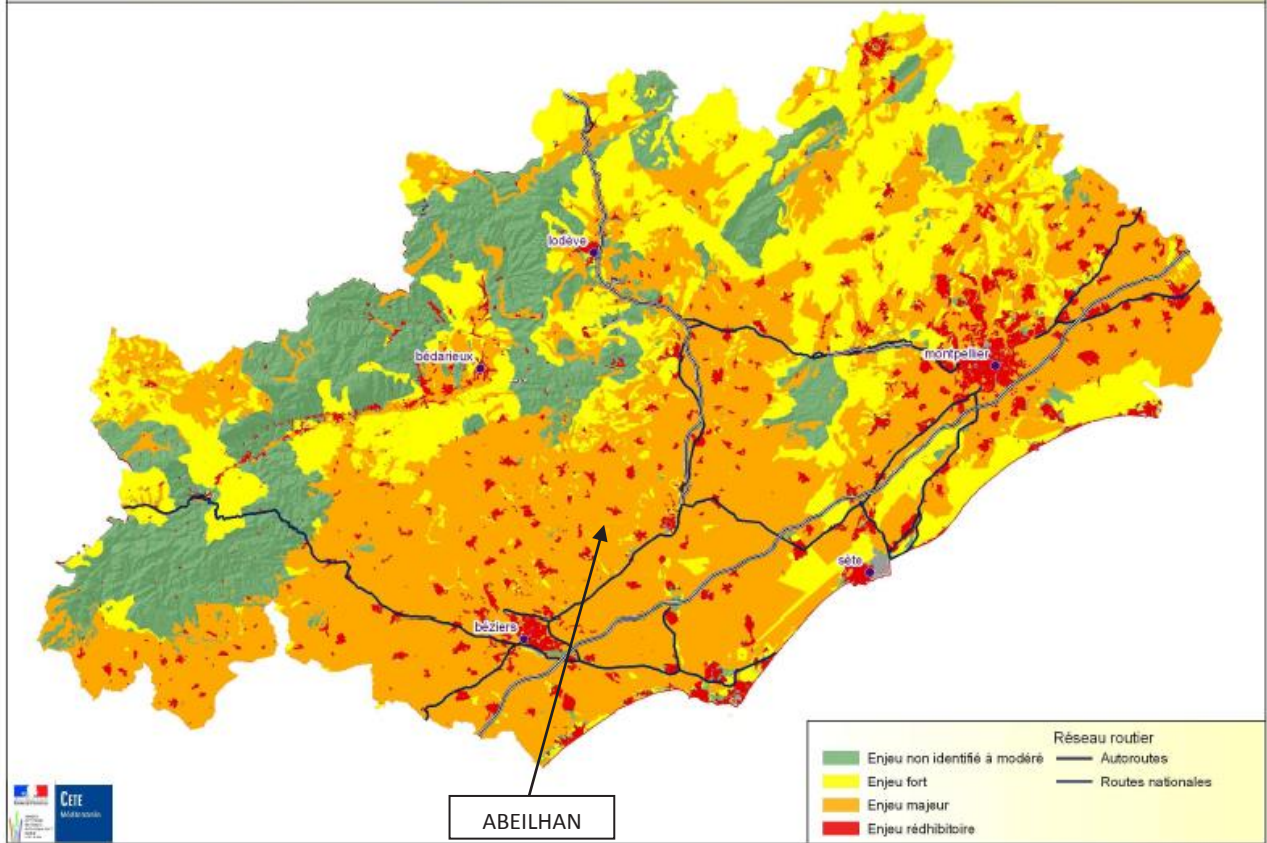 lodève
bédarieux
montpellier
sète
béziers
ABEILHAN
Réseau routier
Enjeu non identifié à modéré
Autoroutes
Enjeu fort
Routes nationales
Enjeu majeur
Enjeu rédhibitoire
CETE
Méditerranée